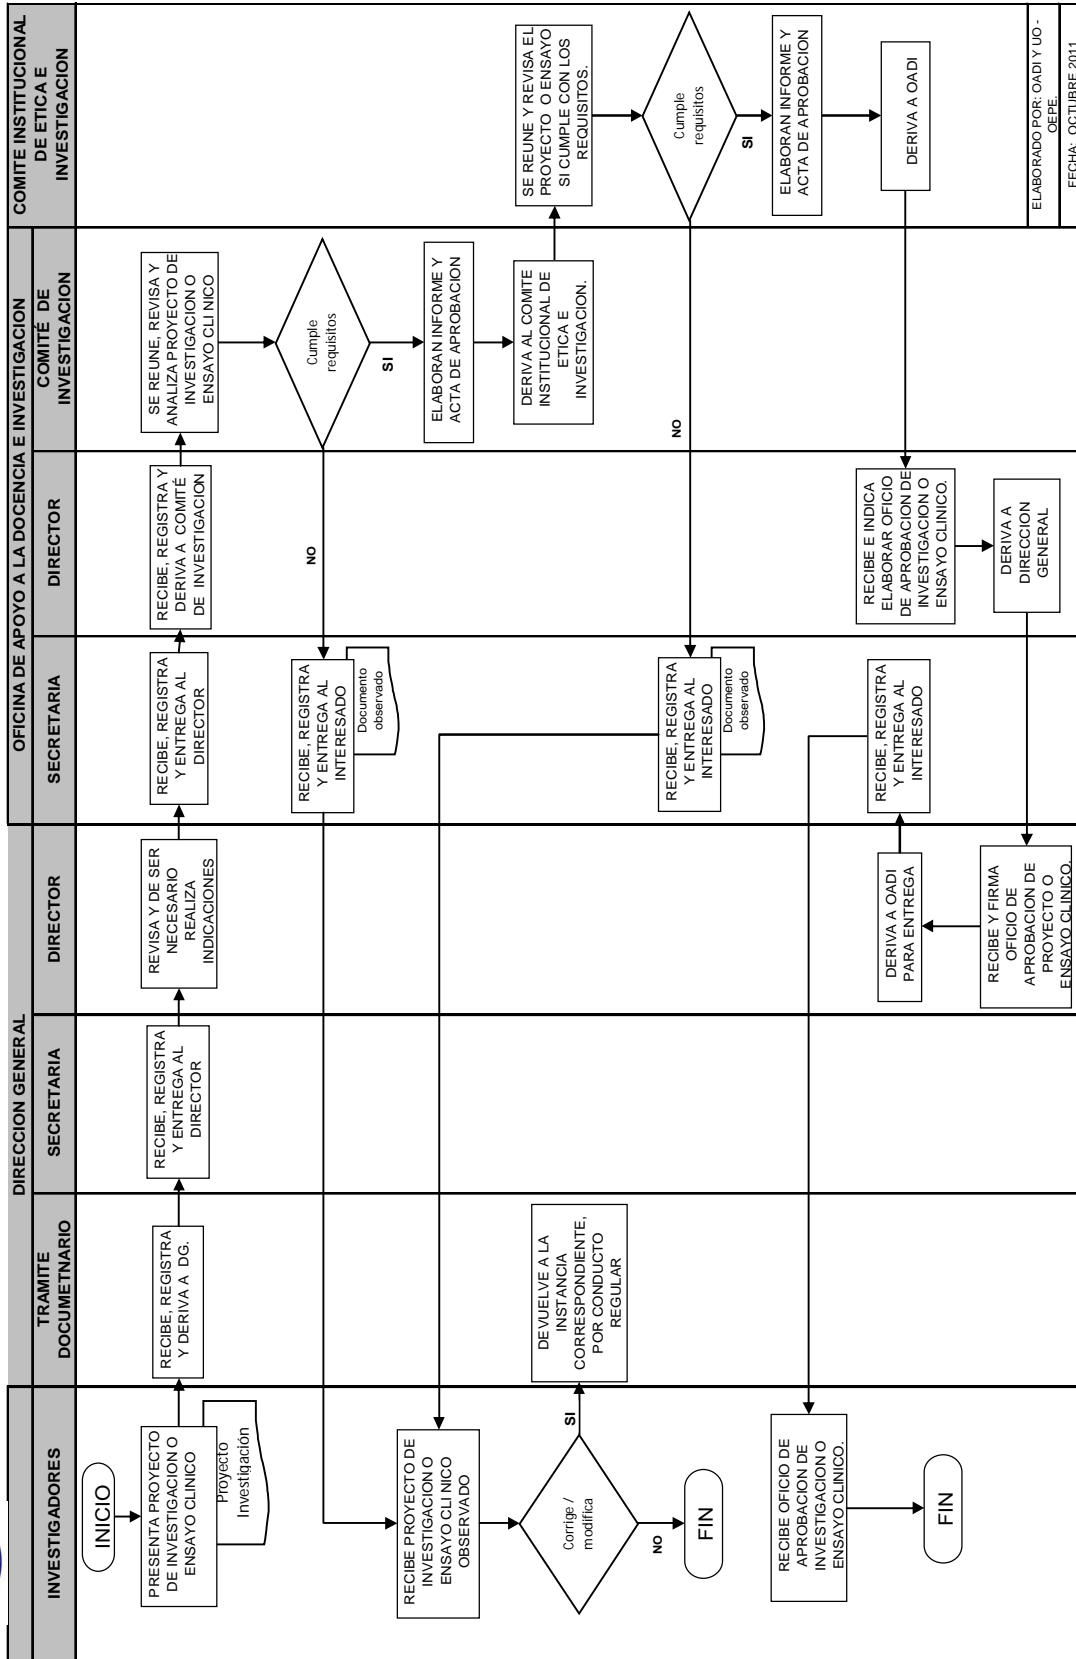 INVESTIGADORES
DIRECCION GENERAL
TRAMITE
DOCUMETNARIO
SECRETARIA
DIRECTOR
OFICINA DE APOYO A LA DOCENCIA E INVESTIGACION
SECRETARIA
DIRECTOR
COMITÉ DE
INVESTIGACION
COMITE INSTITUCIONAL
DE ETICA E
INVESTIGACION
INICIO
PRESENTA PROYECTO
DE INVESTIGACION O
ENSAYO CLINICO
Proyecto
Investigación
RECIBE, REGISTRA
Y DERIVA A DG.
RECIBE, REGISTRA
Y ENTREGA AL
DIRECTOR
REVISA Y DE SER
NECESARIO
REALIZA
INDICACIONES
RECIBE, REGISTRA
Y ENTREGA AL
DIRECTOR
RECIBE, REGISTRA Y
DERIVA A COMITÉ
DE INVESTIGACION
SE REUNE, REVISA Y
ANALIZA PROYECTO DE
INVESTIGACION O
ENSAYO CLINICO
Cumple
requisitos
NO
SI
RECIBE, REGISTRA
Y ENTREGA AL
INTERESADO
Documento
observado
ELABORAN INFORME Y
ACTA DE APROBACION
DERIVA AL COMITE
INSTITUCIONAL DE
ETICA E
INVESTIGACION.
SE REUNE Y REVISA EL
PROYECTO O ENSAYO
SI CUMPLE CON LOS
REQUISITOS.
Cumple
requisitos
NO
SI
RECIBE, REGISTRA
Y ENTREGA AL
INTERESADO
Documento
observado
RECIBE PROYECTO DE
INVESTIGACION O
ENSAYO CLINICO
OBSERVADO
Corrige /
modifica
SI
NO
DEVUELVE A LA
INSTANCIA
CORRESPONDIENTE,
POR CONDUCTO
REGULAR
FIN
ELABORAN INFORME Y
ACTA DE APROBACION
DERIVA A OADI
RECIBE E INDICA
ELABORAR OFICIO
DE APROBACION DE
INVESTIGACION O
ENSAYO CLINICO.
DERIVA A
DIRECCION
GENERAL
RECIBE Y FIRMA
OFICIO DE
APROBACION DE
PROYECTO O
ENSAYO CLINICO.
DERIVA A OADI
PARA ENTREGA
RECIBE, REGISTRA
Y ENTREGA AL
INTERESADO
RECIBE OFICIO DE
APROBACION DE
INVESTIGACION O
ENSAYO CLINICO.
FIN
ELABORADO POR: OADI Y UO -
OEPE.
FECHA: OCTUBRE 2011